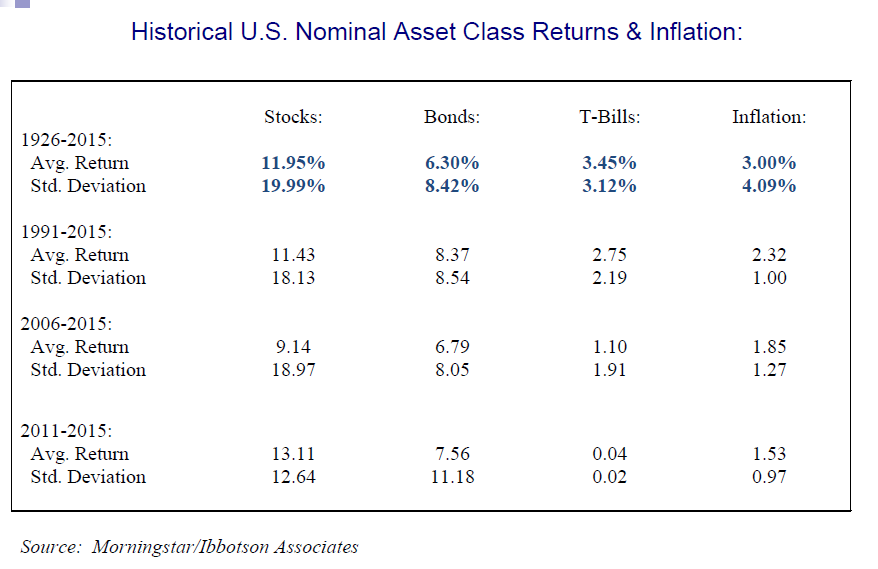 Historical U.S. Nominal Asset Class Returns & Inflation:
Stocks: Bonds: T-Bills: Inflation:
1926-2015:
Avg. Return 11.95% 6.30% 3.45% 3.00%
Std. Deviation 19.99% 8.42% 3.12% 4.09%
1991-2015:
Avg. Return 11.43 8.37 2.75 2.32
Std. Deviation 18.13 8.54 2.19 1.00
2006-2015:
Avg. Return 9.14 6.79 1.10 1.85
Std. Deviation 18.97 8.05 1.91 1.27
2011-2015:
Avg. Return 13.11 7.56 0.04 1.53
Std. Deviation 12.64 11.18 0.02 0.97
Source: Morningstar/Ibbotson Associates